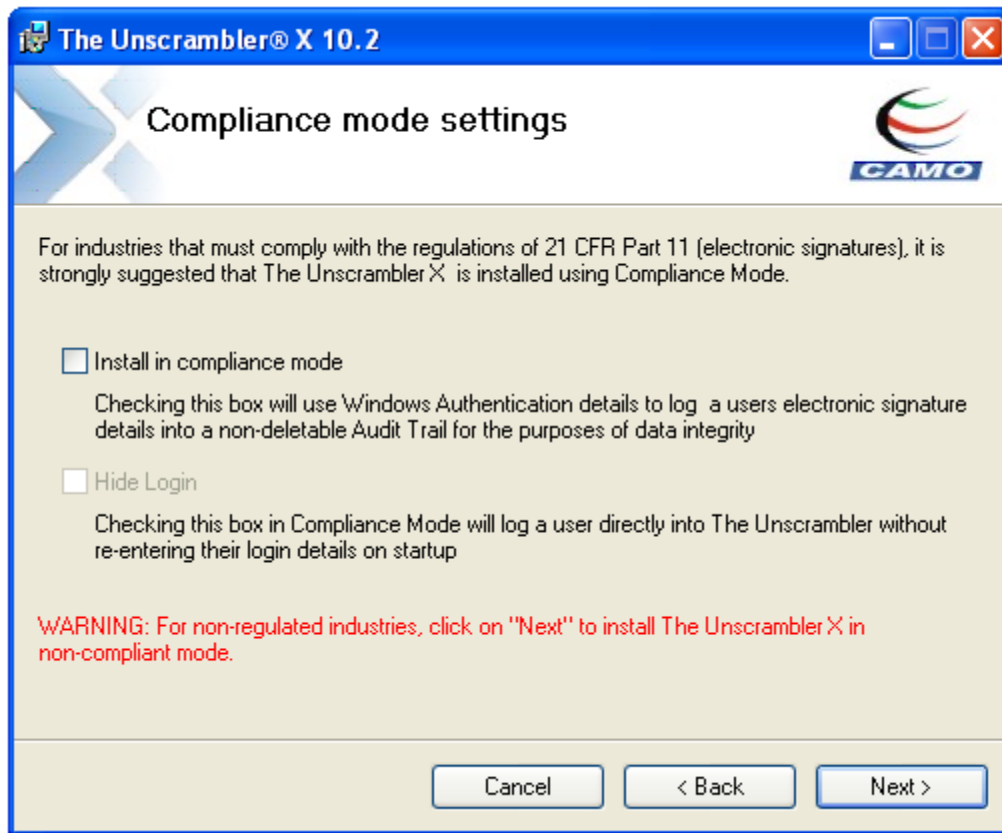 The Unscrambler® X 10.2
Compliance mode settings
CAMO
For industries that must comply with the regulations of 21 CFR Part 11 (electronic signatures), it is
strongly suggested that The Unscrambler X  is installed using Compliance Mode.
Install in compliance mode
Checking this box will use Windows Authentication details to log  a users electronic signature
details into a non-deletable Audit Trail for the purposes of data integrity
Hide Login
Checking this box in Compliance Mode will log a user directly into The Unscrambler without
re-entering their login details on startup
WARNING: For non-regulated industries, click on "Next" to install The Unscrambler X in
non-compliant mode.
Cancel
< Back
Next >